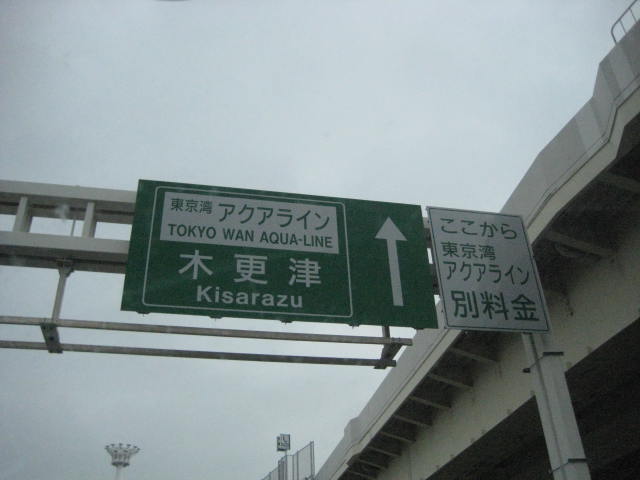 東京湾 アクアライン
TOKYO WAN AQUA-LINE
木更津
Kisarazu
ここから
東京湾
アクアライン
別料金